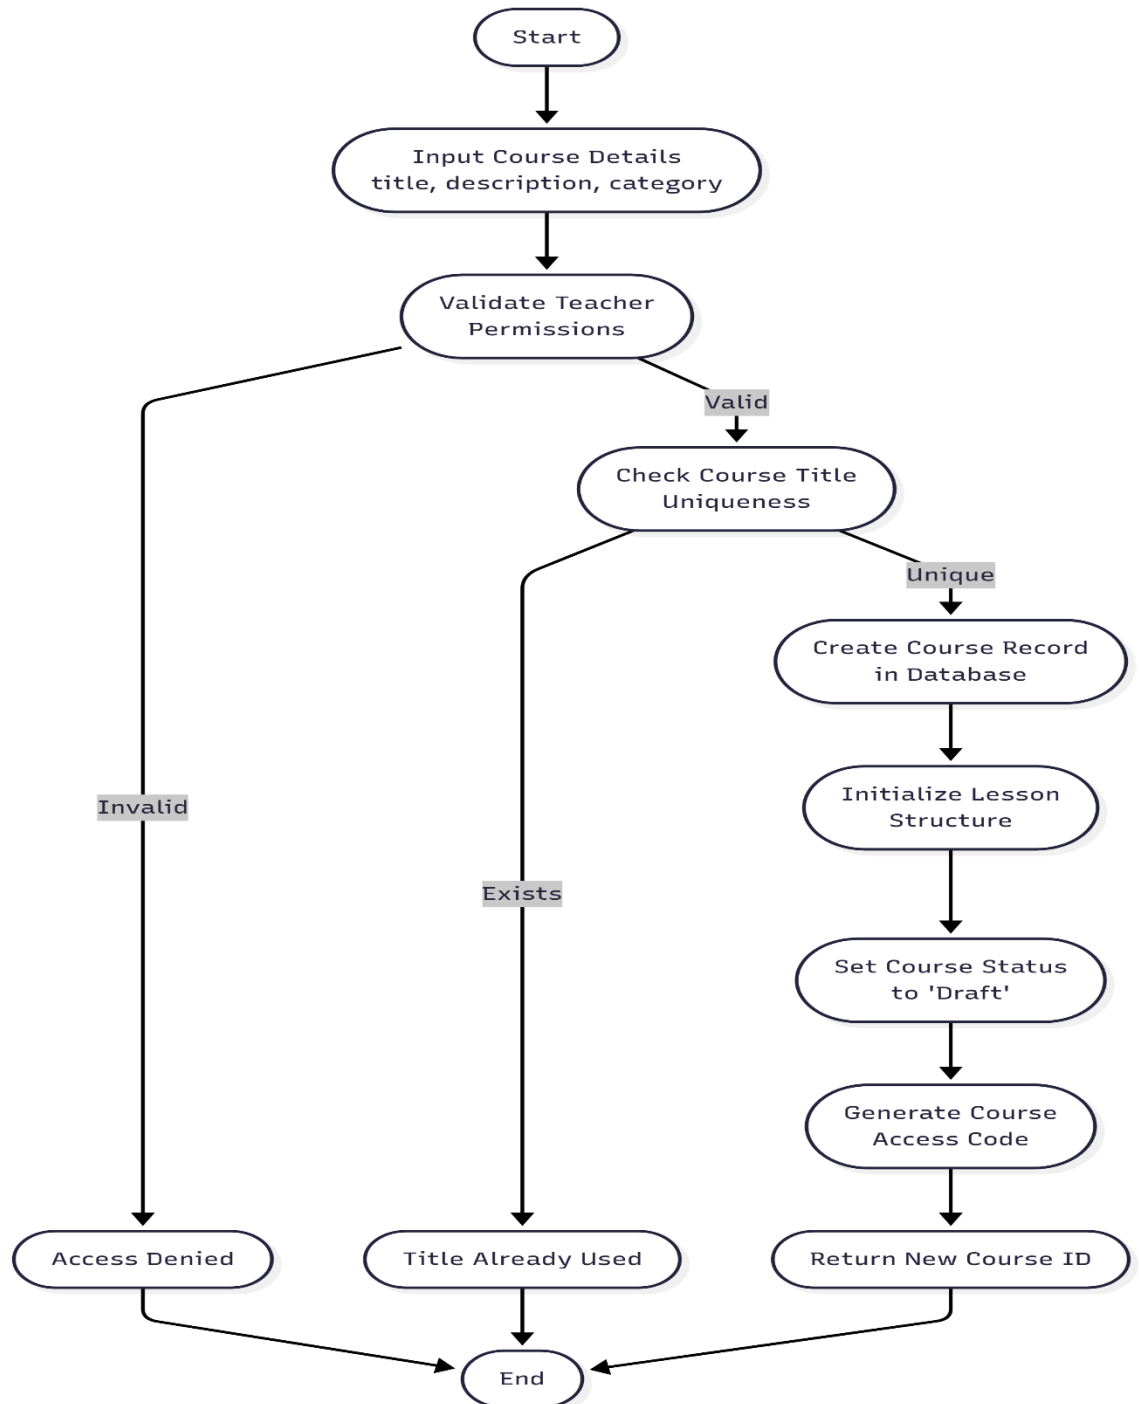 Start
Input Course Details
title, description, category
Validate Teacher
Permissions
Valid
Check Course Title
Uniqueness
Unique
Create Course Record
in Database
Invalid
Initialize Lesson
Structure
Exists
Set Course Status
to 'Draft'
Generate Course
Access Code
Access Denied
Title Already Used
Return New Course ID
End